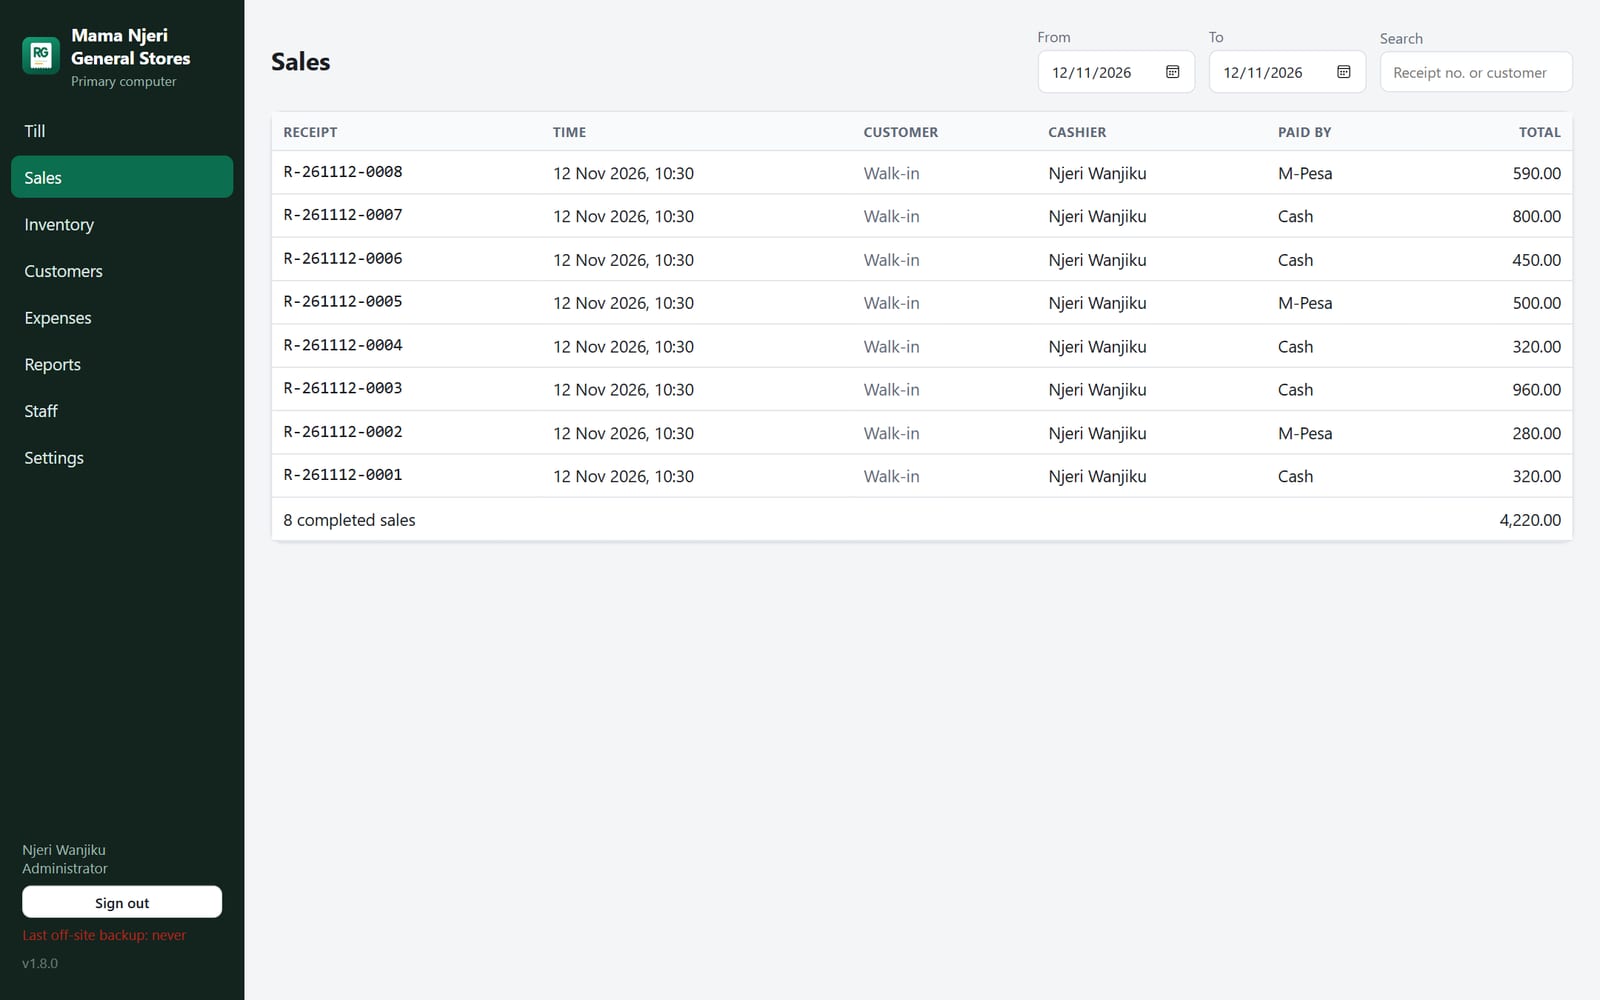 RG
Mama Njeri
General Stores
Primary computer
Till
Sales
Inventory
Customers
Expenses
Reports
Staff
Settings
Njeri Wanjiku
Administrator
Sign out
Last off-site backup: never
v1.8.0
Sales
From
12/11/2026
To
12/11/2026
Search
Receipt no. or customer
RECEIPT TIME CUSTOMER CASHIER PAID BY TOTAL
R-261112-0008 12 Nov 2026, 10:30 Walk-in Njeri Wanjiku M-Pesa 590.00
R-261112-0007 12 Nov 2026, 10:30 Walk-in Njeri Wanjiku Cash 800.00
R-261112-0006 12 Nov 2026, 10:30 Walk-in Njeri Wanjiku Cash 450.00
R-261112-0005 12 Nov 2026, 10:30 Walk-in Njeri Wanjiku M-Pesa 500.00
R-261112-0004 12 Nov 2026, 10:30 Walk-in Njeri Wanjiku Cash 320.00
R-261112-0003 12 Nov 2026, 10:30 Walk-in Njeri Wanjiku Cash 960.00
R-261112-0002 12 Nov 2026, 10:30 Walk-in Njeri Wanjiku M-Pesa 280.00
R-261112-0001 12 Nov 2026, 10:30 Walk-in Njeri Wanjiku Cash 320.00
8 completed sales 4,220.00